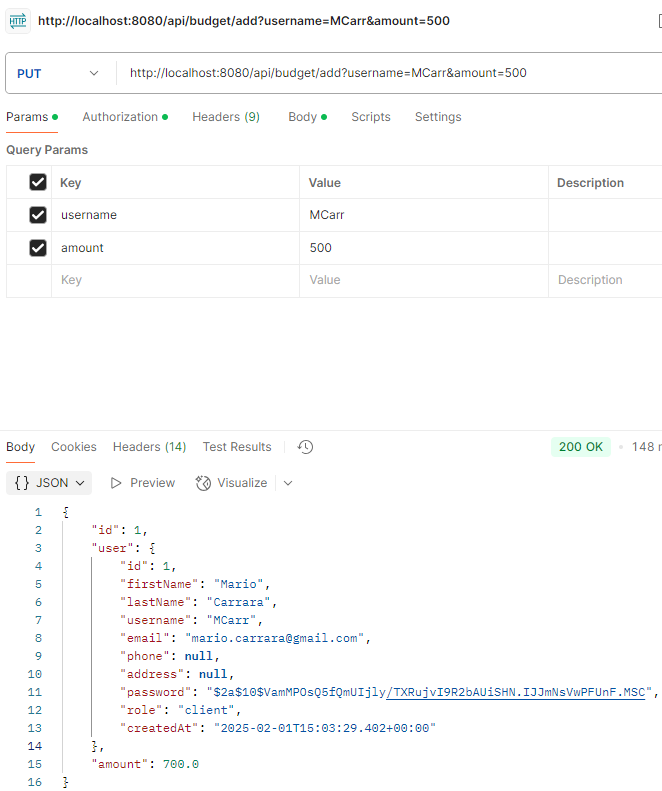 HTTP http://localhost:8080/api/budget/add?username=MCarr&amount=500
PUT http://localhost:8080/api/budget/add?username=MCarr&amount=500
Params Authorization Headers (9) Body Scripts Settings
Query Params
Key Value Description
username MCarr
amount 500
Key Value Description
Body Cookies Headers (14) Test Results 200 OK 148
{} JSON Preview Visualize
1 {
2 "id": 1,
3 "user": {
4 "id": 1,
5 "firstName": "Mario",
6 "lastName": "Carrara",
7 "username": "MCarr",
8 "email": "mario.carrara@gmail.com",
9 "phone": null,
10 "address": null,
11 "password": "$2a$10$VamMPOsQ5fQmUIjly/TXRujvI9R2bAUiSHN.IJJmNsVwPFUnF.MSC",
12 "role": "client",
13 "createdAt": "2025-02-01T15:03:29.402+00:00"
14 },
15 "amount": 700.0
16 }